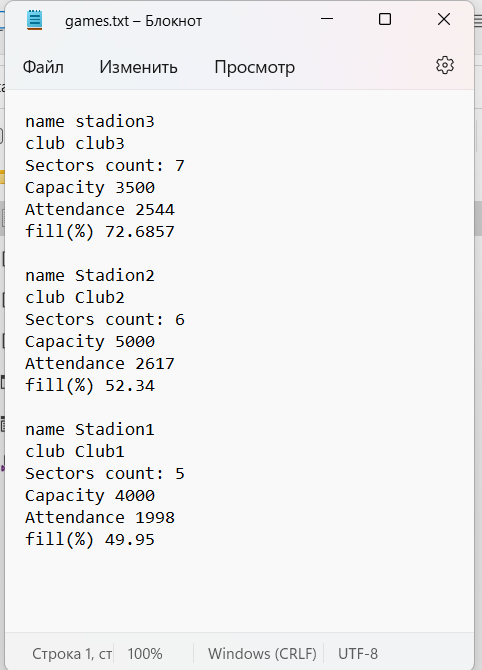 games.txt – Блокнот
Файл Изменить Просмотр
name stadion3
club club3
Sectors count: 7
Capacity 3500
Attendance 2544
fill(%) 72.6857
name Stadion2
club Club2
Sectors count: 6
Capacity 5000
Attendance 2617
fill(%) 52.34
name Stadion1
club Club1
Sectors count: 5
Capacity 4000
Attendance 1998
fill(%) 49.95
Строка 1, ст 100% Windows (CRLF) UTF-8